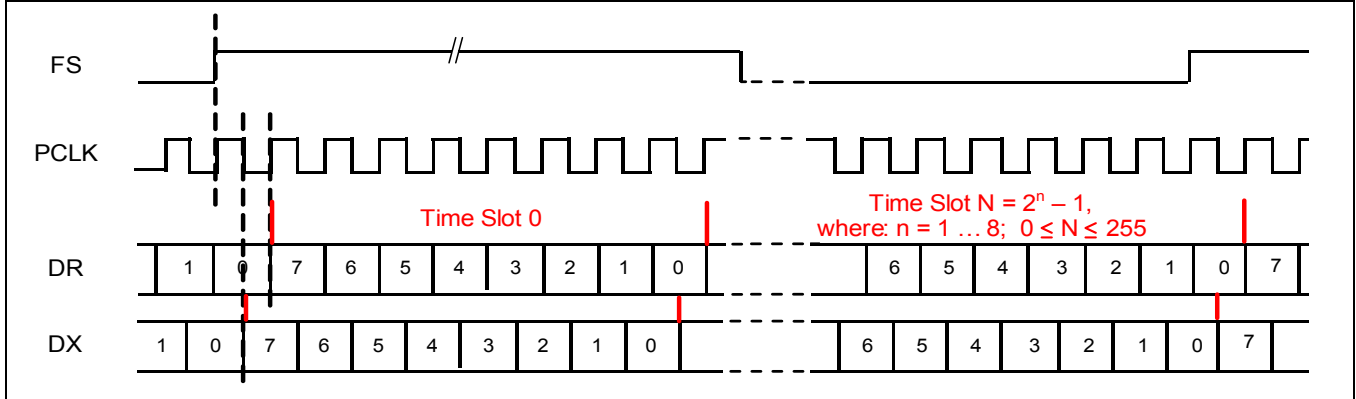 FS
//
PCLK
Time Slot 0
Time Slot N = 2ⁿ – 1,
where: n = 1 … 8; 0 ≤ N ≤ 255
DR 1 0 7 6 5 4 3 2 1 0 6 5 4 3 2 1 0 7
DX 1 0 7 6 5 4 3 2 1 0 6 5 4 3 2 1 0 7